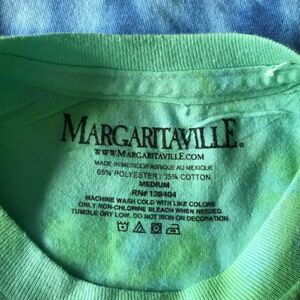 MARGARITAVILLE®
WWW.MARGARITAVILLE.COM
MADE IN MEXICO/FABRIQUE AU MEXIQUE
65% POLYESTER · 35% COTTON
MEDIUM
RN# 128404
MACHINE WASH COLD WITH LIKE COLORS
ONLY NON-CHLORINE BLEACH WHEN NEEDED.
TUMBLE DRY LOW. DO NOT IRON ON DECORATION.